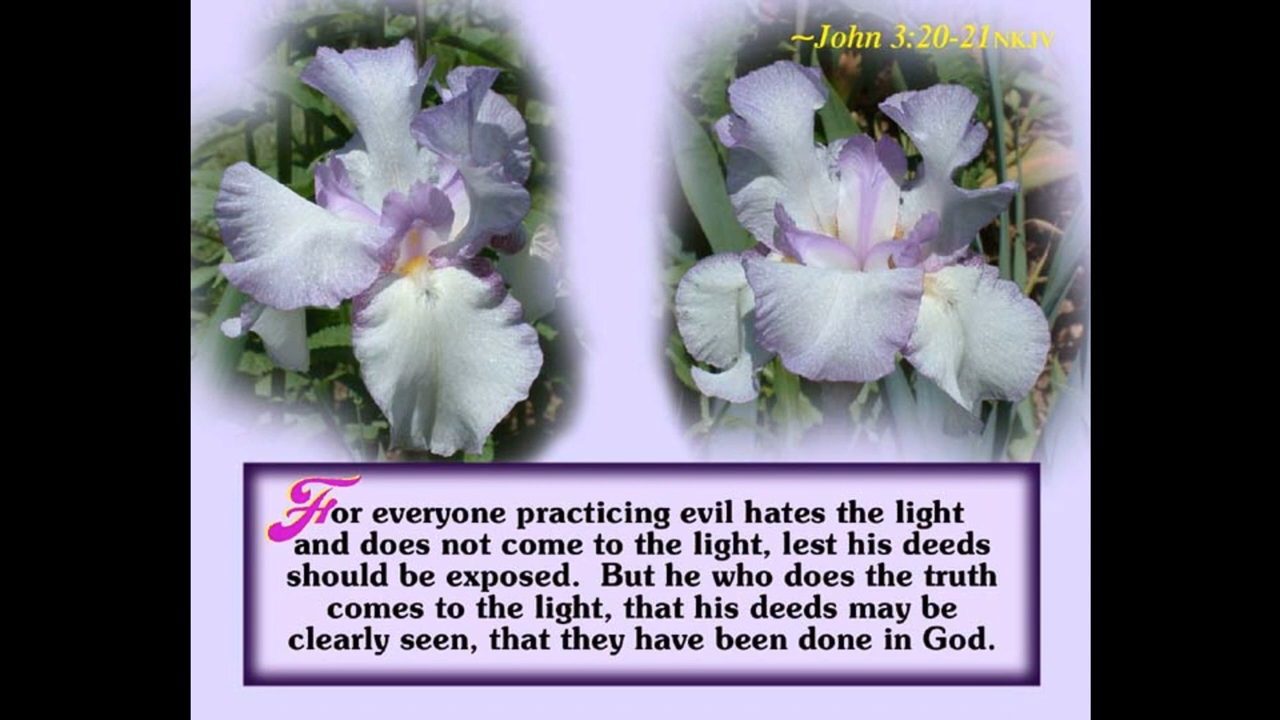 ~John 3:20-21 NKJV
For everyone practicing evil hates the light
and does not come to the light, lest his deeds
should be exposed.  But he who does the truth
comes to the light, that his deeds may be
clearly seen, that they have been done in God.